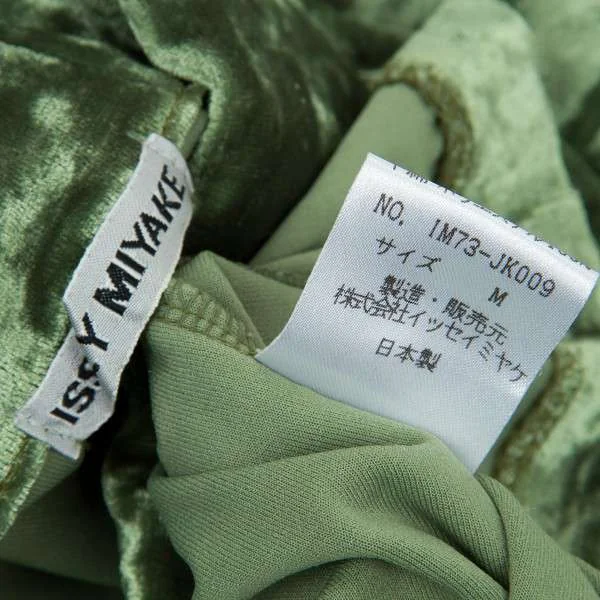 ISSEY MIYAKE
NO. IM73-JK009
サイズ M
製造・販売元
株式会社イッセイミヤケ
日本製